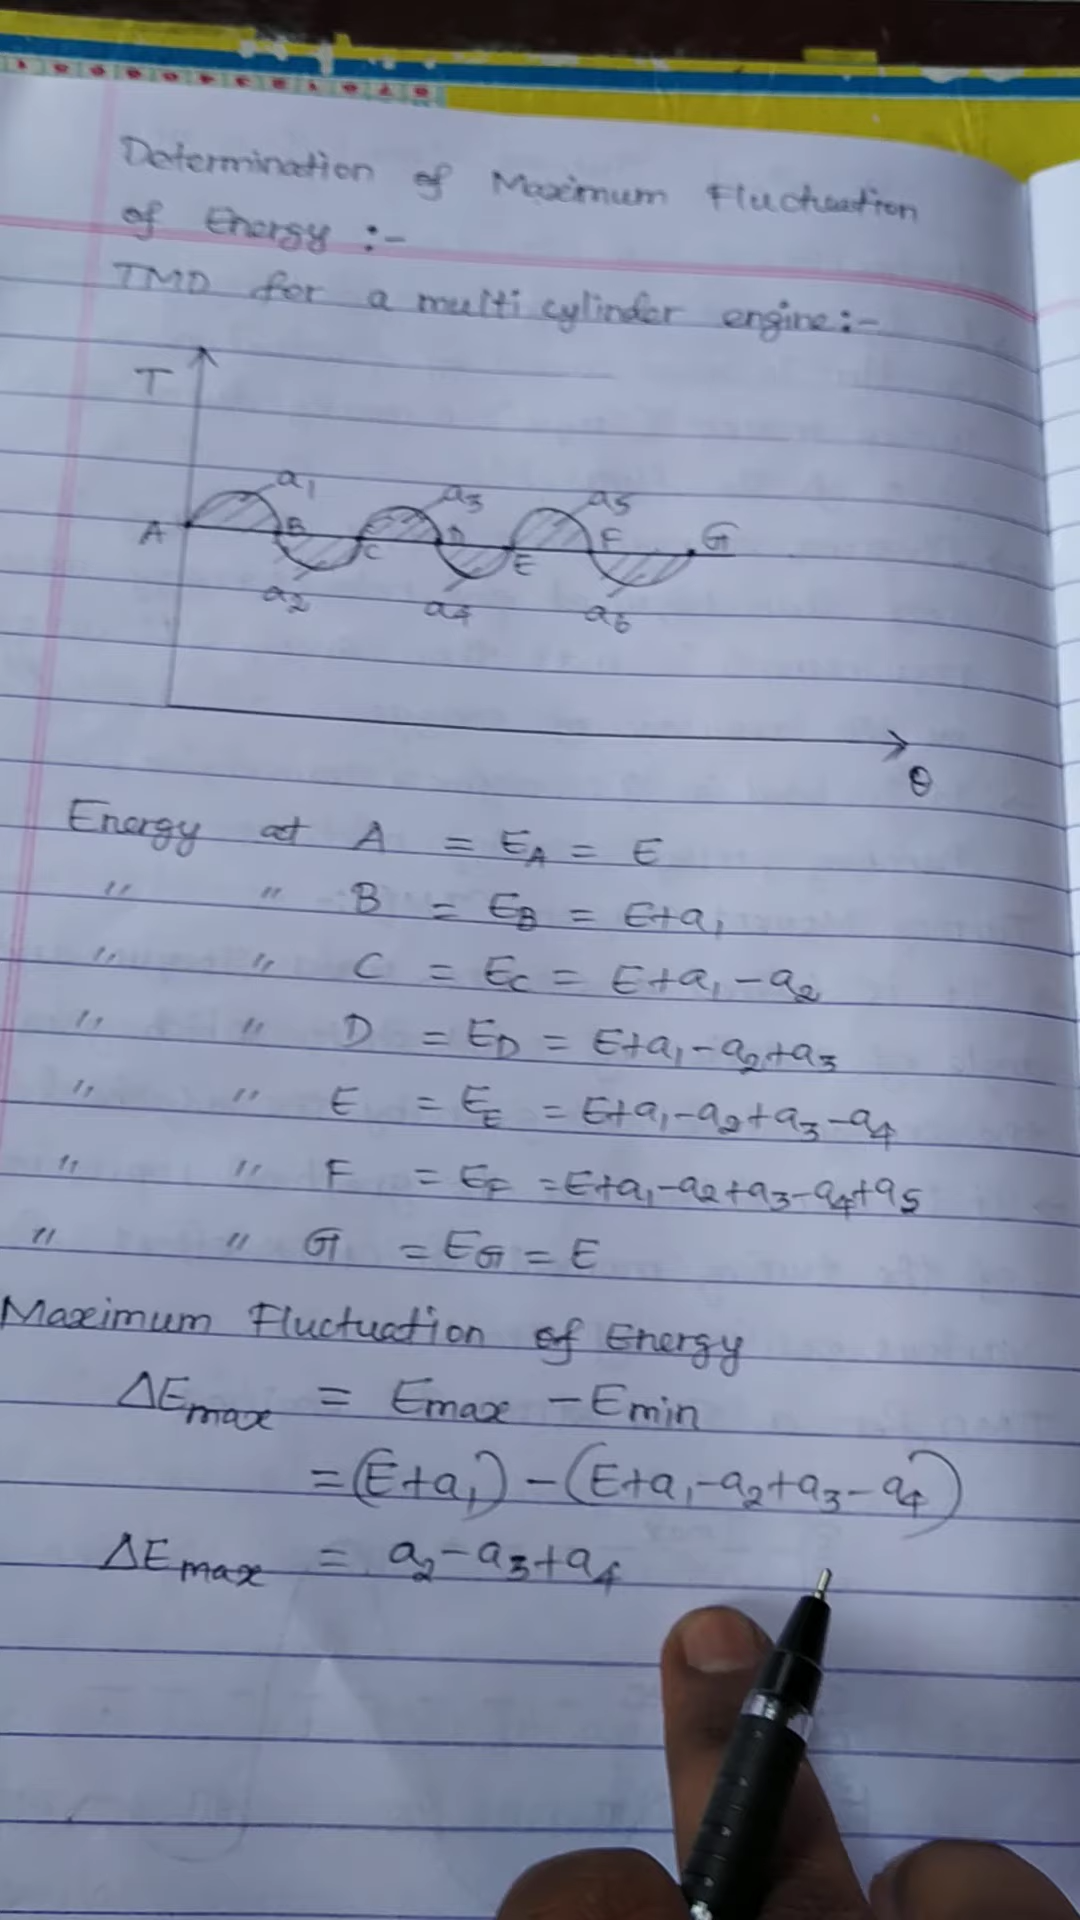 Determination of Maximum Fluctuation
of Energy :-
TMD for a multi cylinder engine:-
T
a1 a3 a5
A B C D E F G
a2 a4 a6
θ
Energy at A = EA = E
" " B = EB = E+a1
" " C = EC = E+a1-a2
" " D = ED = E+a1-a2+a3
" " E = EE = E+a1-a2+a3-a4
" " F = EF = E+a1-a2+a3-a4+a5
" " G = EG = E
Maximum Fluctuation of Energy
ΔEmax = Emax - Emin
= (E+a1) - (E+a1-a2+a3-a4)
ΔEmax = a2-a3+a4